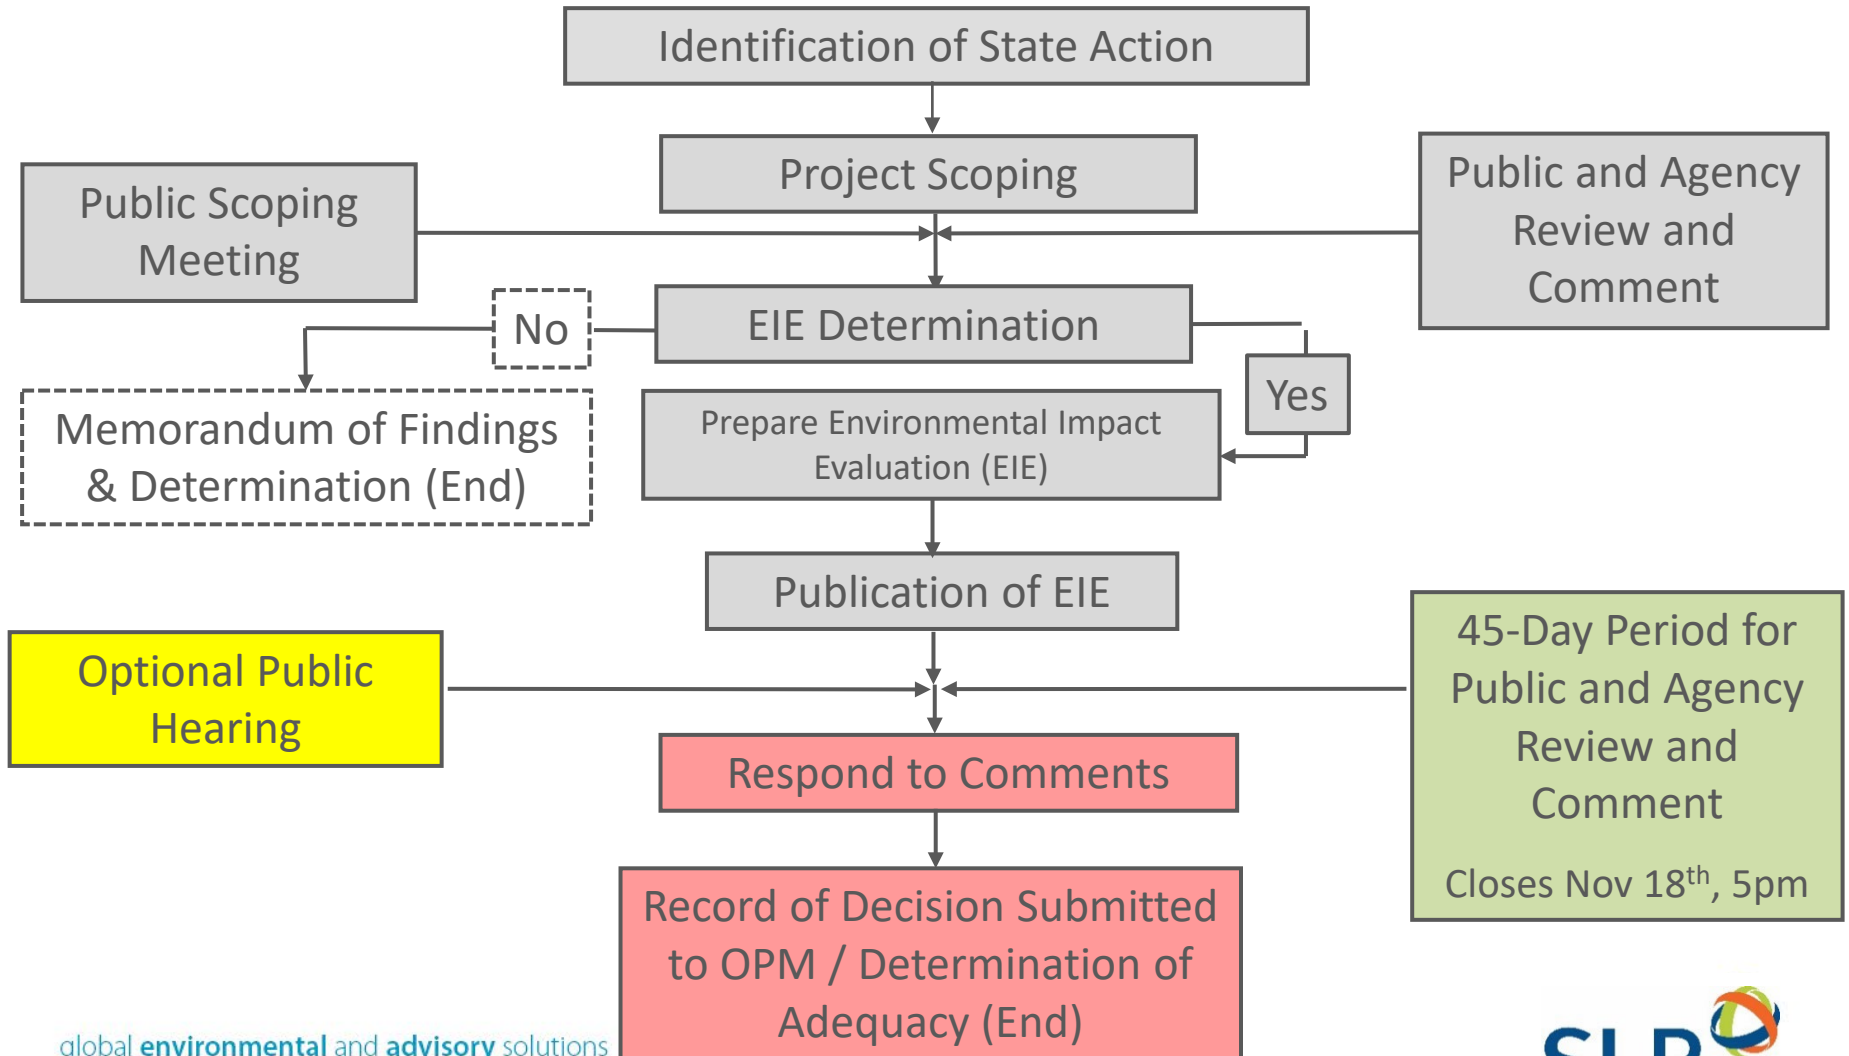 Identification of State Action
Project Scoping
Public Scoping
Meeting
Public and Agency
Review and
Comment
No
EIE Determination
Yes
Memorandum of Findings
& Determination (End)
Prepare Environmental Impact
Evaluation (EIE)
Publication of EIE
Optional Public
Hearing
45-Day Period for
Public and Agency
Review and
Comment
Closes Nov 18th, 5pm
Respond to Comments
Record of Decision Submitted
to OPM / Determination of
Adequacy (End)
global environmental and advisory solutions
SLR